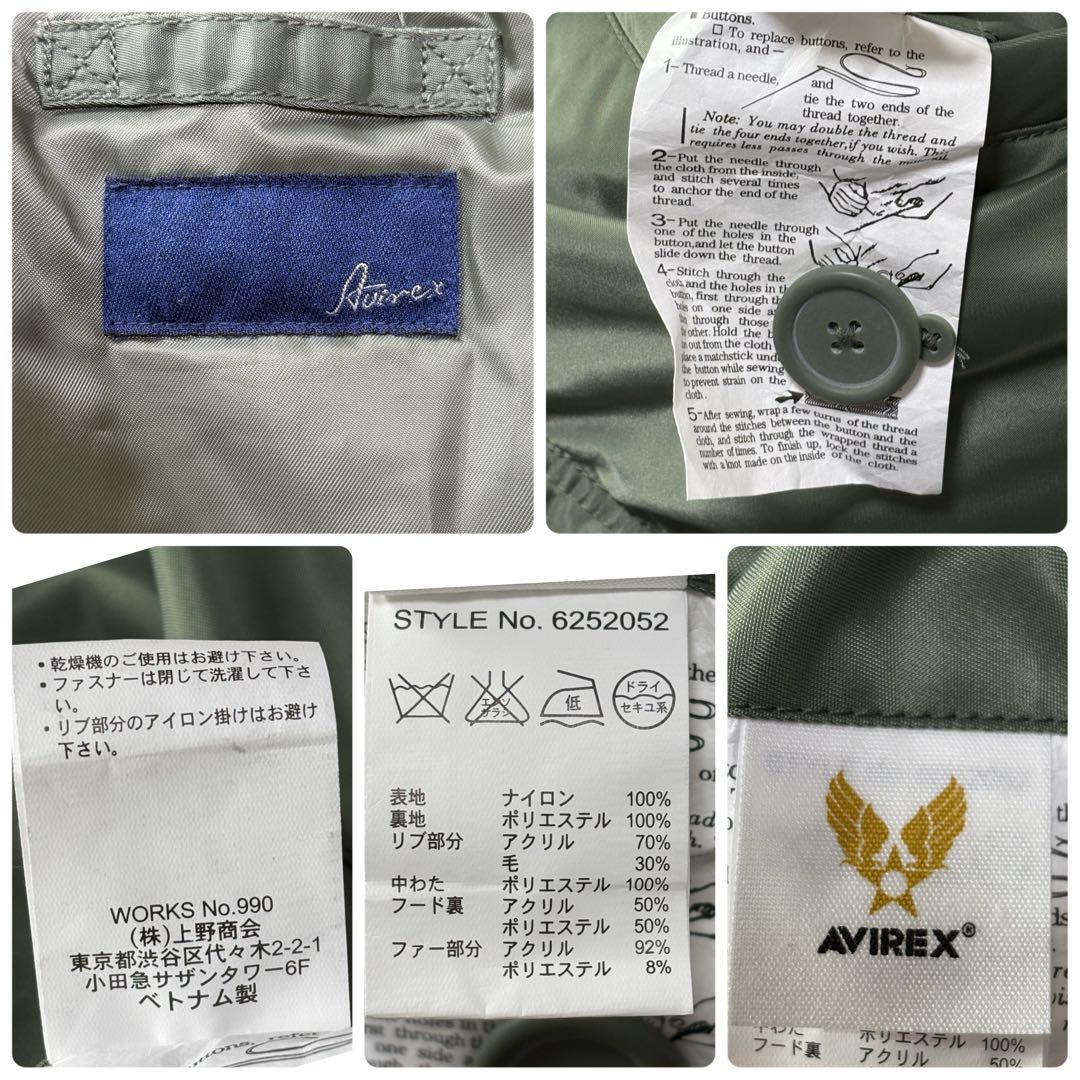 Avirex
Buttons.
□ To replace buttons, refer to the
illustration, and —
1– Thread a needle,
and
tie the two ends of the
thread together.
Note: You may double the thread and
tie the four ends together, if you wish. This
requires less passes through the
2–Put the needle through
the cloth from the inside,
and stitch several times
to anchor the end of the
thread.
3–Put the needle through
one of the holes in the
button,and let the button
slide down the thread.
4–Stitch through the
and the holes in
first through
on one side
through those
other. Hold the
out from the cloth
place a matchstick
the button while sewing
to prevent strain on the
cloth.
5–After sewing, wrap a few turns of the thread
around the stitches between the button and the
cloth, and stitch through the wrapped thread a
number of times. To finish up, lock the stitches
with a knot made on the inside of the cloth.
・乾燥機のご使用はお避け下さい。
・ファスナーは閉じて洗濯して下さ
い。
・リブ部分のアイロン掛けはお避け
下さい。
WORKS No.990
(株)上野商会
東京都渋谷区代々木2-2-1
小田急サザンタワー6F
ベトナム製
STYLE No. 6252052
エンソ
サラシ
低
ドライ
セキユ系
表地 ナイロン 100%
裏地 ポリエステル 100%
リブ部分 アクリル 70%
毛 30%
中わた ポリエステル 100%
フード裏 アクリル 50%
ポリエステル 50%
ファー部分 アクリル 92%
ポリエステル 8%
AVIREX®
中わた ポリエステル 100%
フード裏 アクリル 50%